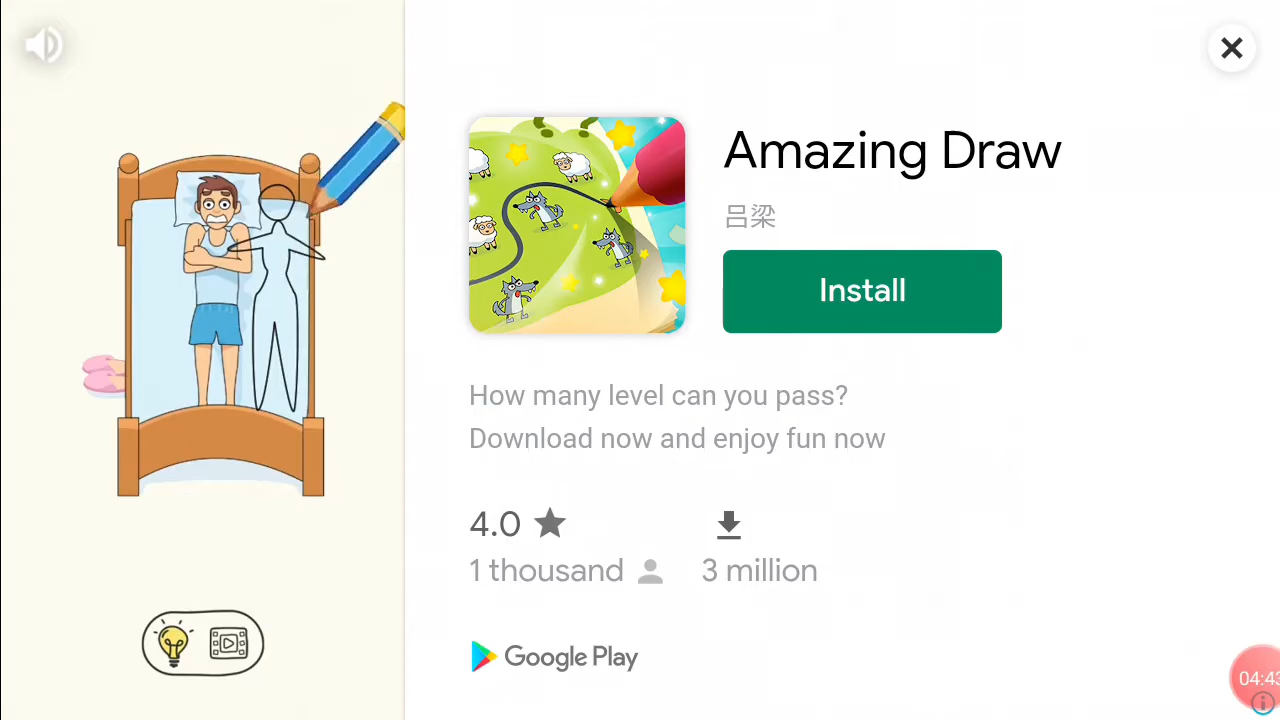 Amazing Draw
吕梁
Install
How many level can you pass?
Download now and enjoy fun now
4.0
1 thousand
3 million
Google Play
04:43